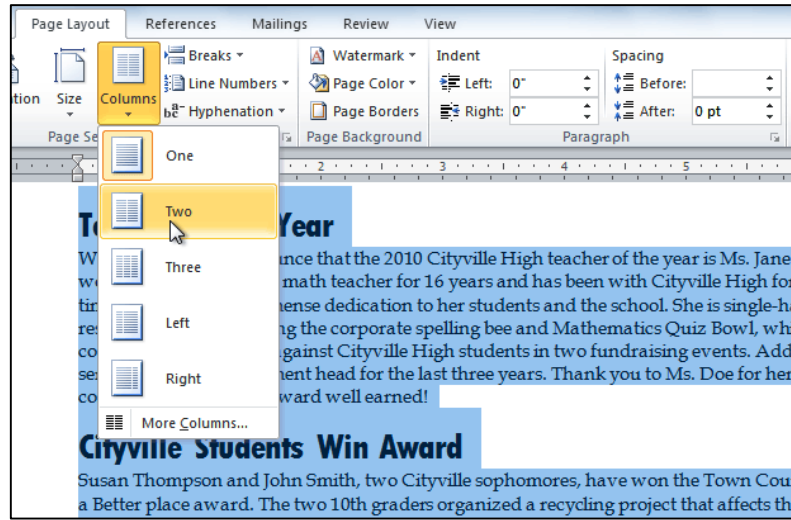 Page Layout References Mailings Review View
Breaks Watermark Indent Spacing
Size Columns Line Numbers Page Color Left: 0" Before:
Hyphenation Page Borders Right: 0" After: 0 pt
Page Background Paragraph
One
2 3 4 5
Two
Year
nce that the 2010 Cityville High teacher of the year is Ms. Jane
Three
math teacher for 16 years and has been with Cityville High for
ense dedication to her students and the school. She is single-ha
Left
g the corporate spelling bee and Mathematics Quiz Bowl, wh
gainst Cityville High students in two fundraising events. Add
Right
ent head for the last three years. Thank you to Ms. Doe for her
ward well earned!
More Columns...
Cityville Students Win Award
Susan Thompson and John Smith, two Cityville sophomores, have won the Town Cou
a Better place award. The two 10th graders organized a recycling project that affects th